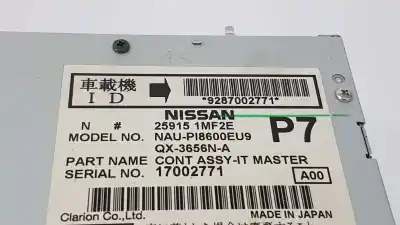 車載機
ID
*9287002771*
NISSAN
N # 25915 1MF2E
P7
MODEL NO. NAU-PI8600EU9
QX-3656N-A
PART NAME CONT ASSY-IT MASTER
SERIAL NO. 17002771
A00
Clarion Co.,Ltd.
MADE IN JAPAN